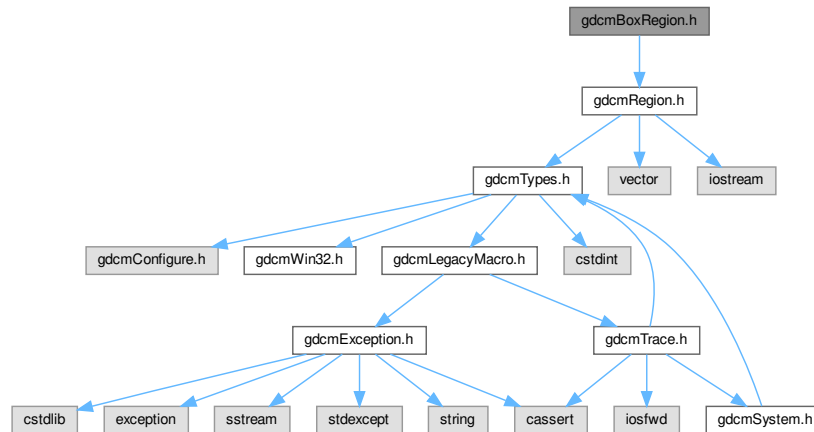 gdcmBoxRegion.h
gdcmRegion.h
gdcmTypes.h
vector
iostream
gdcmConfigure.h
gdcmWin32.h
gdcmLegacyMacro.h
cstdint
gdcmException.h
gdcmTrace.h
cstdlib
exception
sstream
stdexcept
string
cassert
iosfwd
gdcmSystem.h